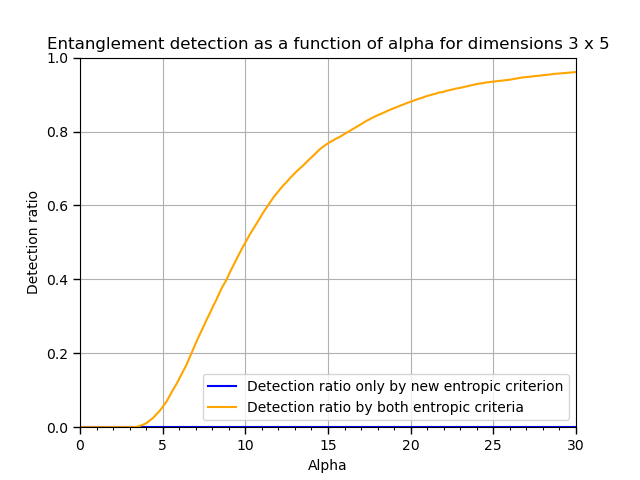 Entanglement detection as a function of alpha for dimensions 3 x 5
1.0
0.8
0.6
0.4
0.2
0.0
Detection ratio
Detection ratio only by new entropic criterion
Detection ratio by both entropic criteria
0 5 10 15 20 25 30
Alpha